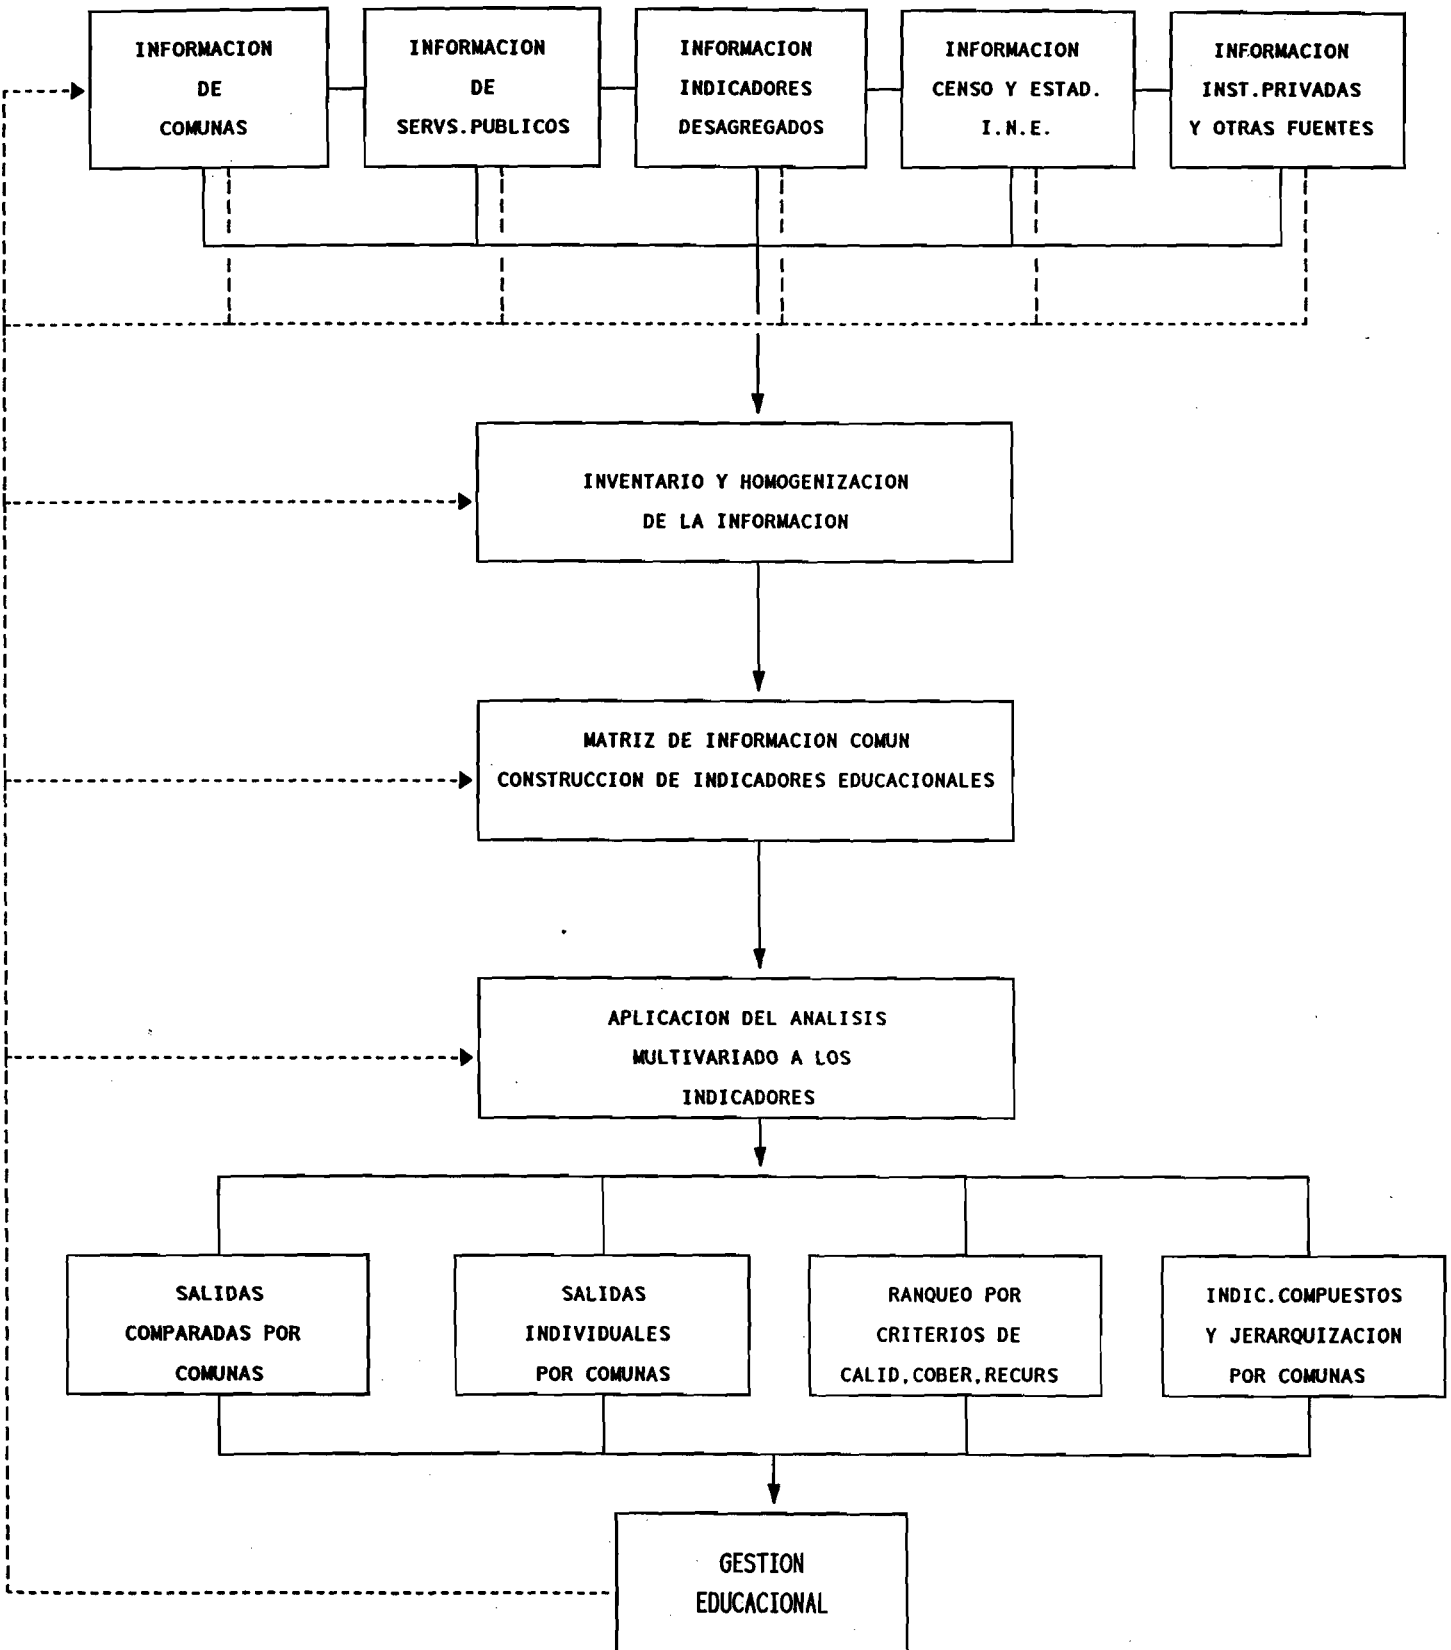 INFORMACION
DE
COMUNAS
INFORMACION
DE
SERVS.PUBLICOS
INFORMACION
INDICADORES
DESAGREGADOS
INFORMACION
CENSO Y ESTAD.
I.N.E.
INFORMACION
INST.PRIVADAS
Y OTRAS FUENTES
INVENTARIO Y HOMOGENIZACION
DE LA INFORMACION
MATRIZ DE INFORMACION COMUN
CONSTRUCCION DE INDICADORES EDUCACIONALES
APLICACION DEL ANALISIS
MULTIVARIADO A LOS
INDICADORES
SALIDAS
COMPARADAS POR
COMUNAS
SALIDAS
INDIVIDUALES
POR COMUNAS
RANQUEO POR
CRITERIOS DE
CALID,COBER,RECURS
INDIC.COMPUESTOS
Y JERARQUIZACION
POR COMUNAS
GESTION
EDUCACIONAL